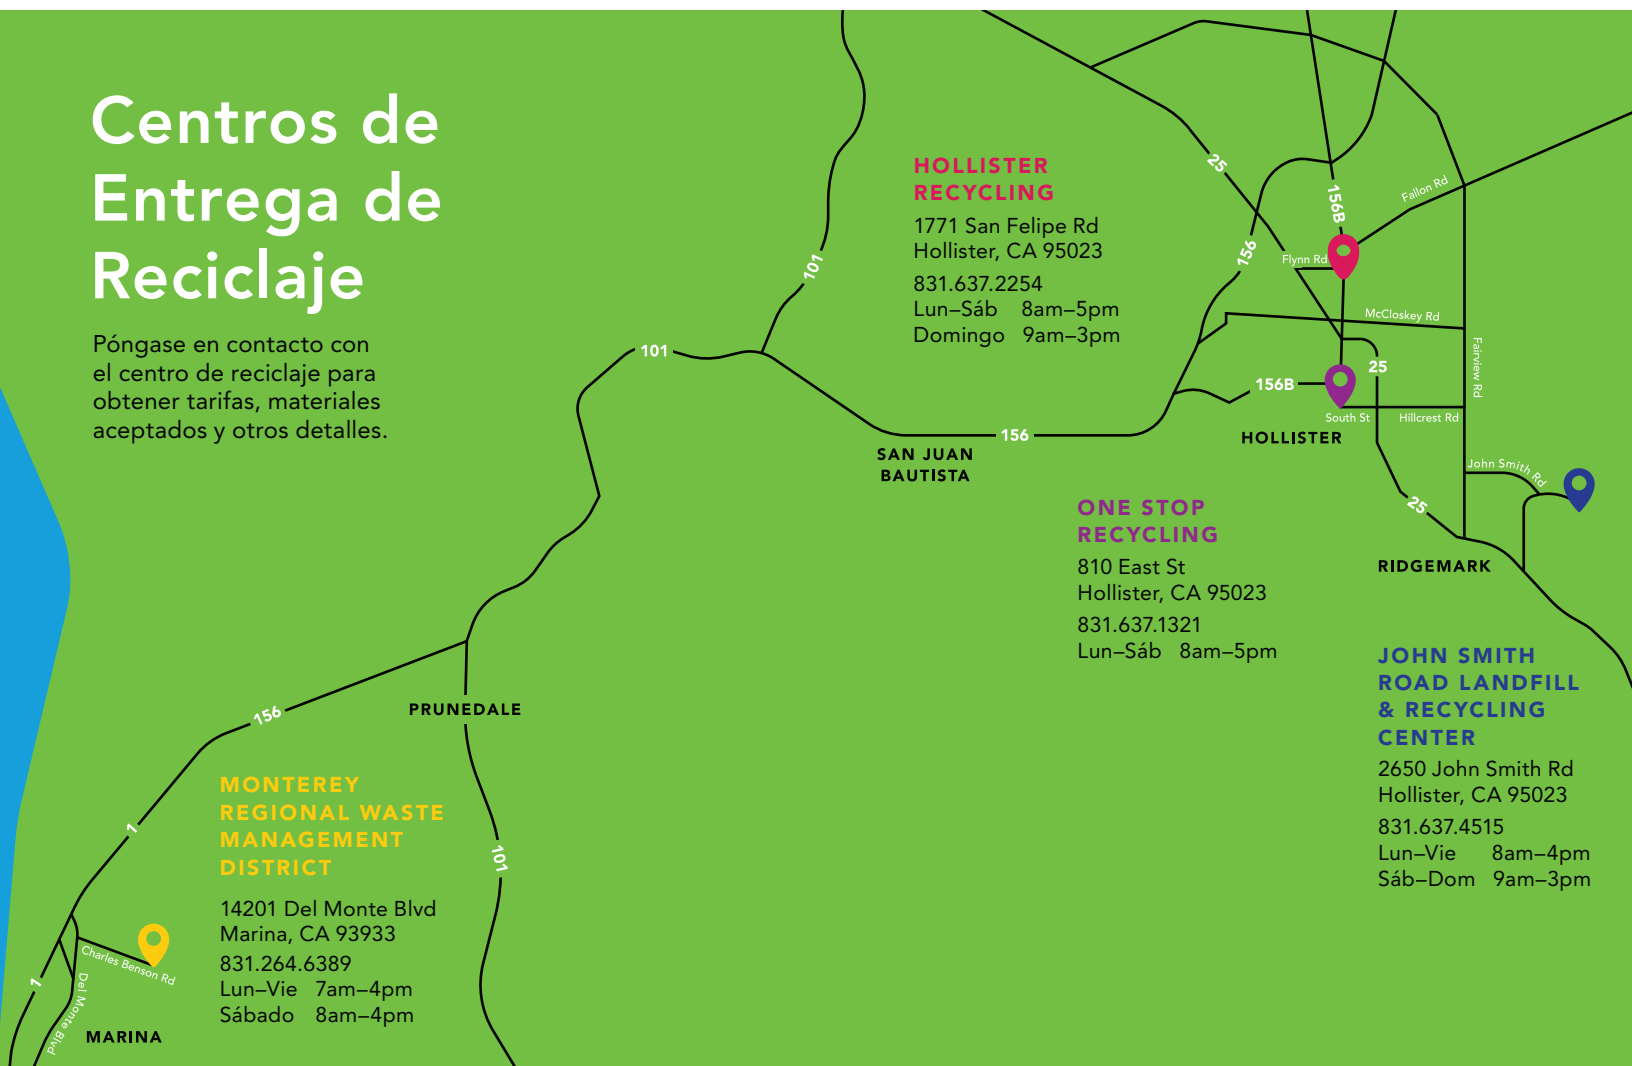 Centros de
Entrega de
Reciclaje
Póngase en contacto con
el centro de reciclaje para
obtener tarifas, materiales
aceptados y otros detalles.
HOLLISTER
RECYCLING
1771 San Felipe Rd
Hollister, CA 95023
831.637.2254
Lun–Sáb 8am–5pm
Domingo 9am–3pm
25
156B
Fallon Rd
156
Flynn Rd
101
McCloskey Rd
Fairview Rd
101
25
156B
South St
Hillcrest Rd
156
HOLLISTER
SAN JUAN
BAUTISTA
John Smith Rd
25
ONE STOP
RECYCLING
810 East St
Hollister, CA 95023
831.637.1321
Lun–Sáb 8am–5pm
RIDGEMARK
JOHN SMITH
ROAD LANDFILL
& RECYCLING
CENTER
2650 John Smith Rd
Hollister, CA 95023
831.637.4515
Lun–Vie 8am–4pm
Sáb–Dom 9am–3pm
156
PRUNEDALE
MONTEREY
REGIONAL WASTE
MANAGEMENT
DISTRICT
14201 Del Monte Blvd
Marina, CA 93933
831.264.6389
Lun–Vie 7am–4pm
Sábado 8am–4pm
1
101
Charles Benson Rd
1
Del Monte Blvd
MARINA